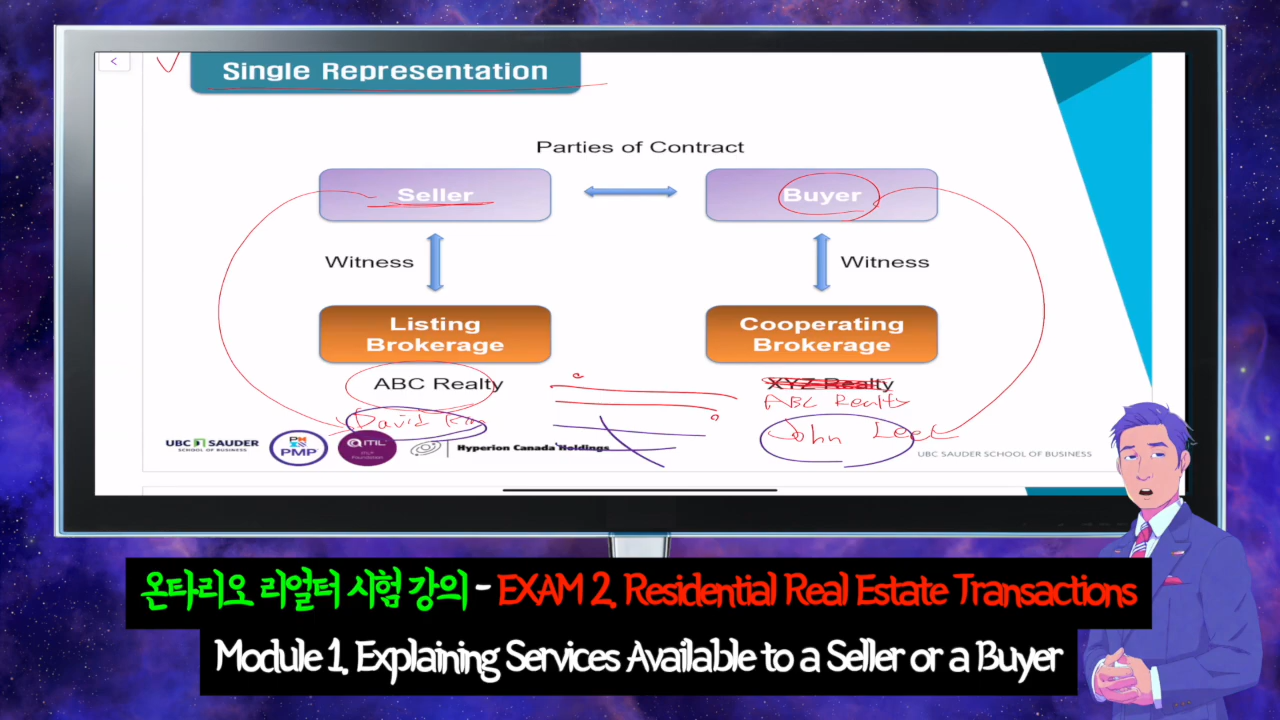 Single Representation
Parties of Contract
Seller
Buyer
Witness
Witness
Listing
Brokerage
Cooperating
Brokerage
ABC Realty
XYZ Realty
ABC Realty
David
John Lee
UBC SAUDER
SCHOOL OF BUSINESS
PMP
ITIL
Foundation
Hyperion Canada Holdings
UBC SAUDER SCHOOL OF BUSINESS
온타리오 리얼터 시험 강의 - EXAM 2. Residential Real Estate Transactions
Module 1. Explaining Services Available to a Seller or a Buyer